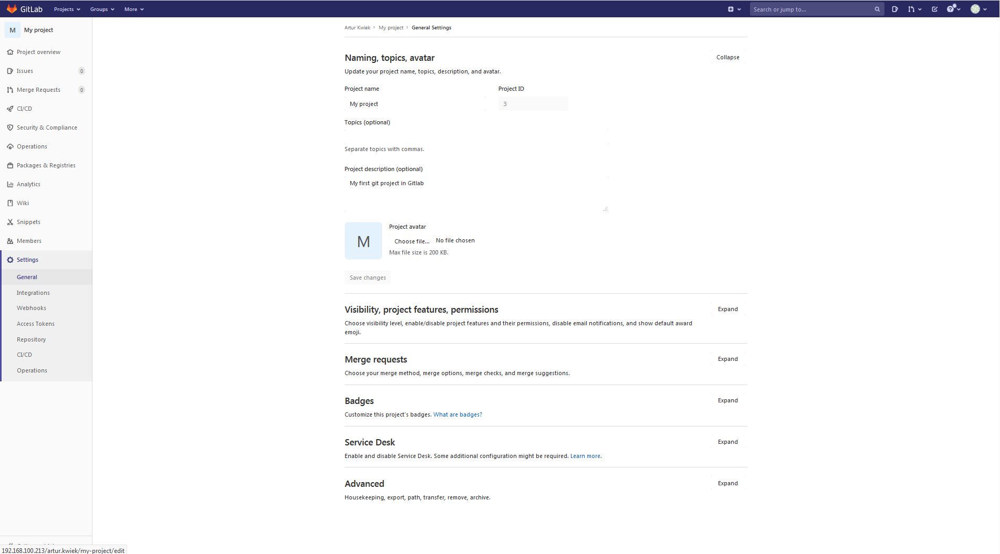 GitLab Projects Groups More Search or jump to...
M My project
Project overview
Issues 0
Merge Requests 0
CI/CD
Security & Compliance
Operations
Packages & Registries
Analytics
Wiki
Snippets
Members
Settings
General
Integrations
Webhooks
Access Tokens
Repository
CI/CD
Operations
192.168.100.213/artur.kwiek/my-project/edit
Artur Kwiek > My project > General Settings
Naming, topics, avatar Collapse
Update your project name, topics, description, and avatar.
Project name Project ID
My project 3
Topics (optional)
Separate topics with commas.
Project description (optional)
My first git project in Gitlab
M Project avatar
Choose file... No file chosen
Max file size is 200 KB.
Save changes
Visibility, project features, permissions Expand
Choose visibility level, enable/disable project features and their permissions, disable email notifications, and show default award
emoji.
Merge requests Expand
Choose your merge method, merge options, merge checks, and merge suggestions.
Badges Expand
Customize this project's badges. What are badges?
Service Desk Expand
Enable and disable Service Desk. Some additional configuration might be required. Learn more.
Advanced Expand
Housekeeping, export, path, transfer, remove, archive.